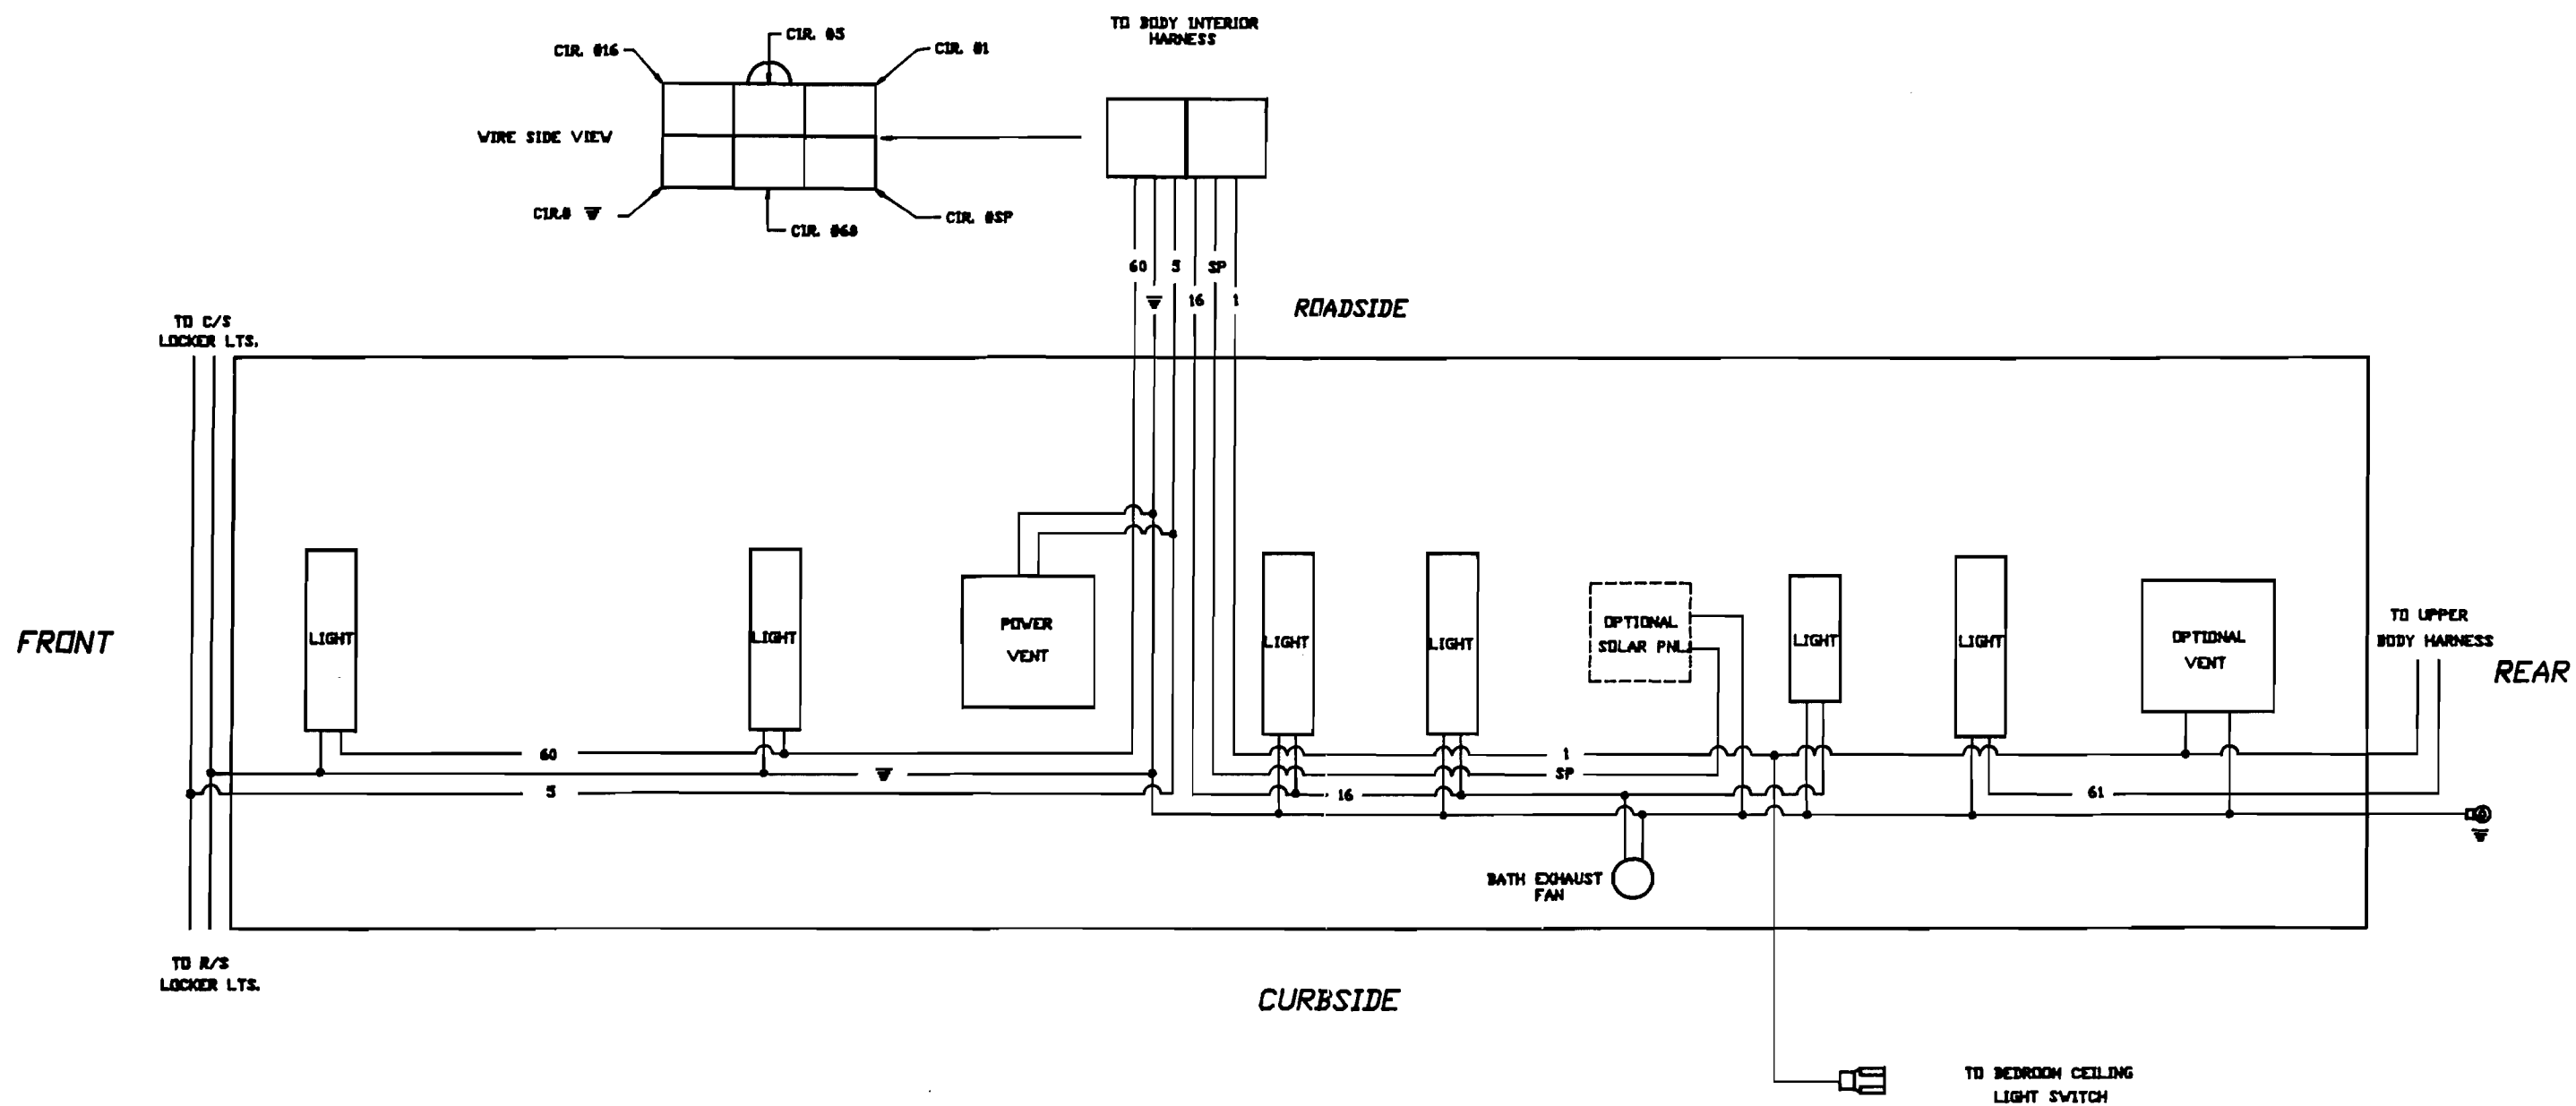 TO BODY INTERIOR
HARNESS
CIR. #16
CIR. #5
CIR. #1
WIRE SIDE VIEW
CIR.#
CIR. #60
CIR. #SP
60
5
SP
16
1
ROADSIDE
TO C/S
LOCKER LTS.
FRONT
LIGHT
LIGHT
POWER
VENT
LIGHT
LIGHT
OPTIONAL
SOLAR PNL.
LIGHT
LIGHT
OPTIONAL
VENT
TO UPPER
BODY HARNESS
REAR
60
1
SP
5
16
61
BATH EXHAUST
FAN
TO R/S
LOCKER LTS.
CURBSIDE
TO BEDROOM CEILING
LIGHT SWITCH